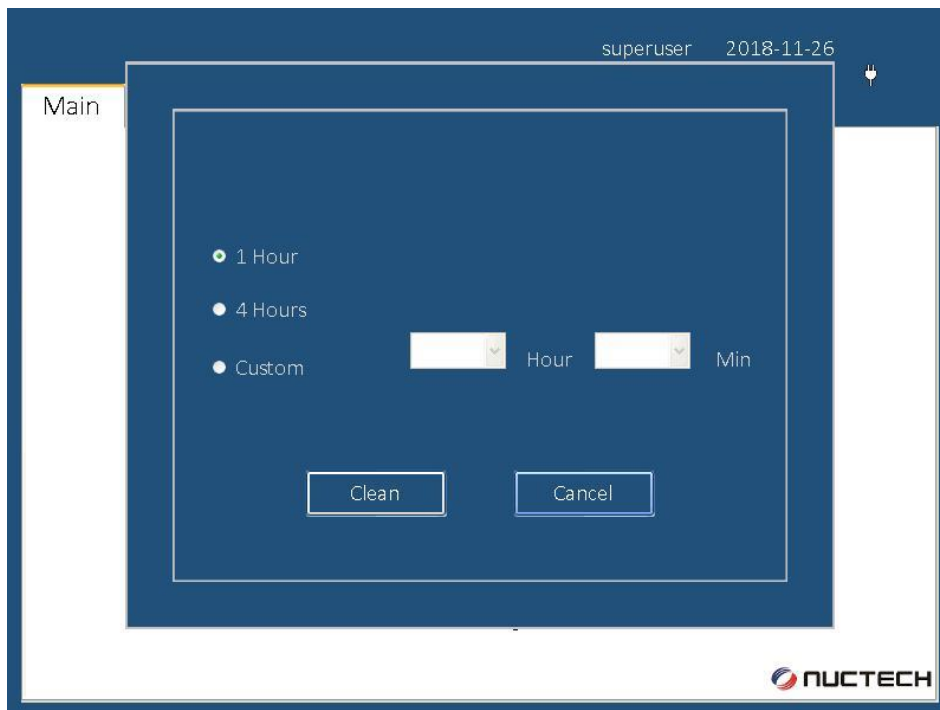 superuser 2018-11-26
Main
1 Hour
4 Hours
Custom
Hour Min
Clean Cancel
NUCTECH